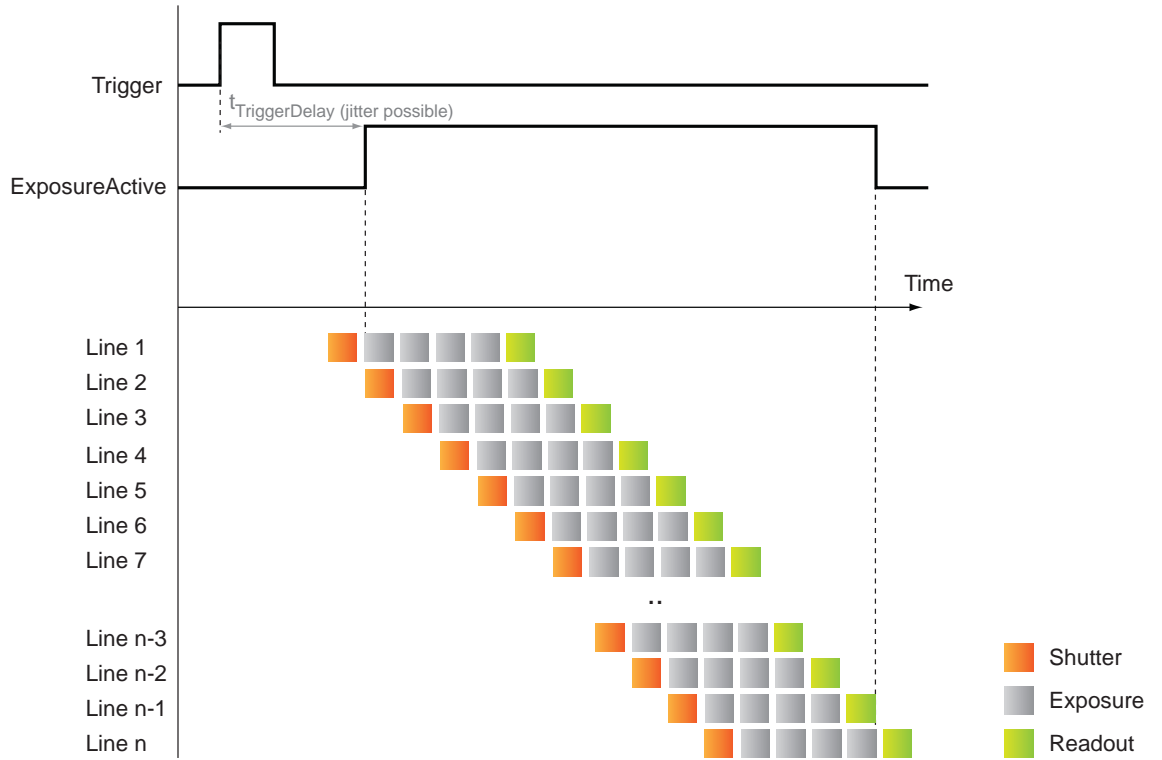 Trigger
tTriggerDelay (jitter possible)
ExposureActive
Time
Line 1
Line 2
Line 3
Line 4
Line 5
Line 6
Line 7
..
Line n-3
Line n-2
Line n-1
Line n
Shutter
Exposure
Readout